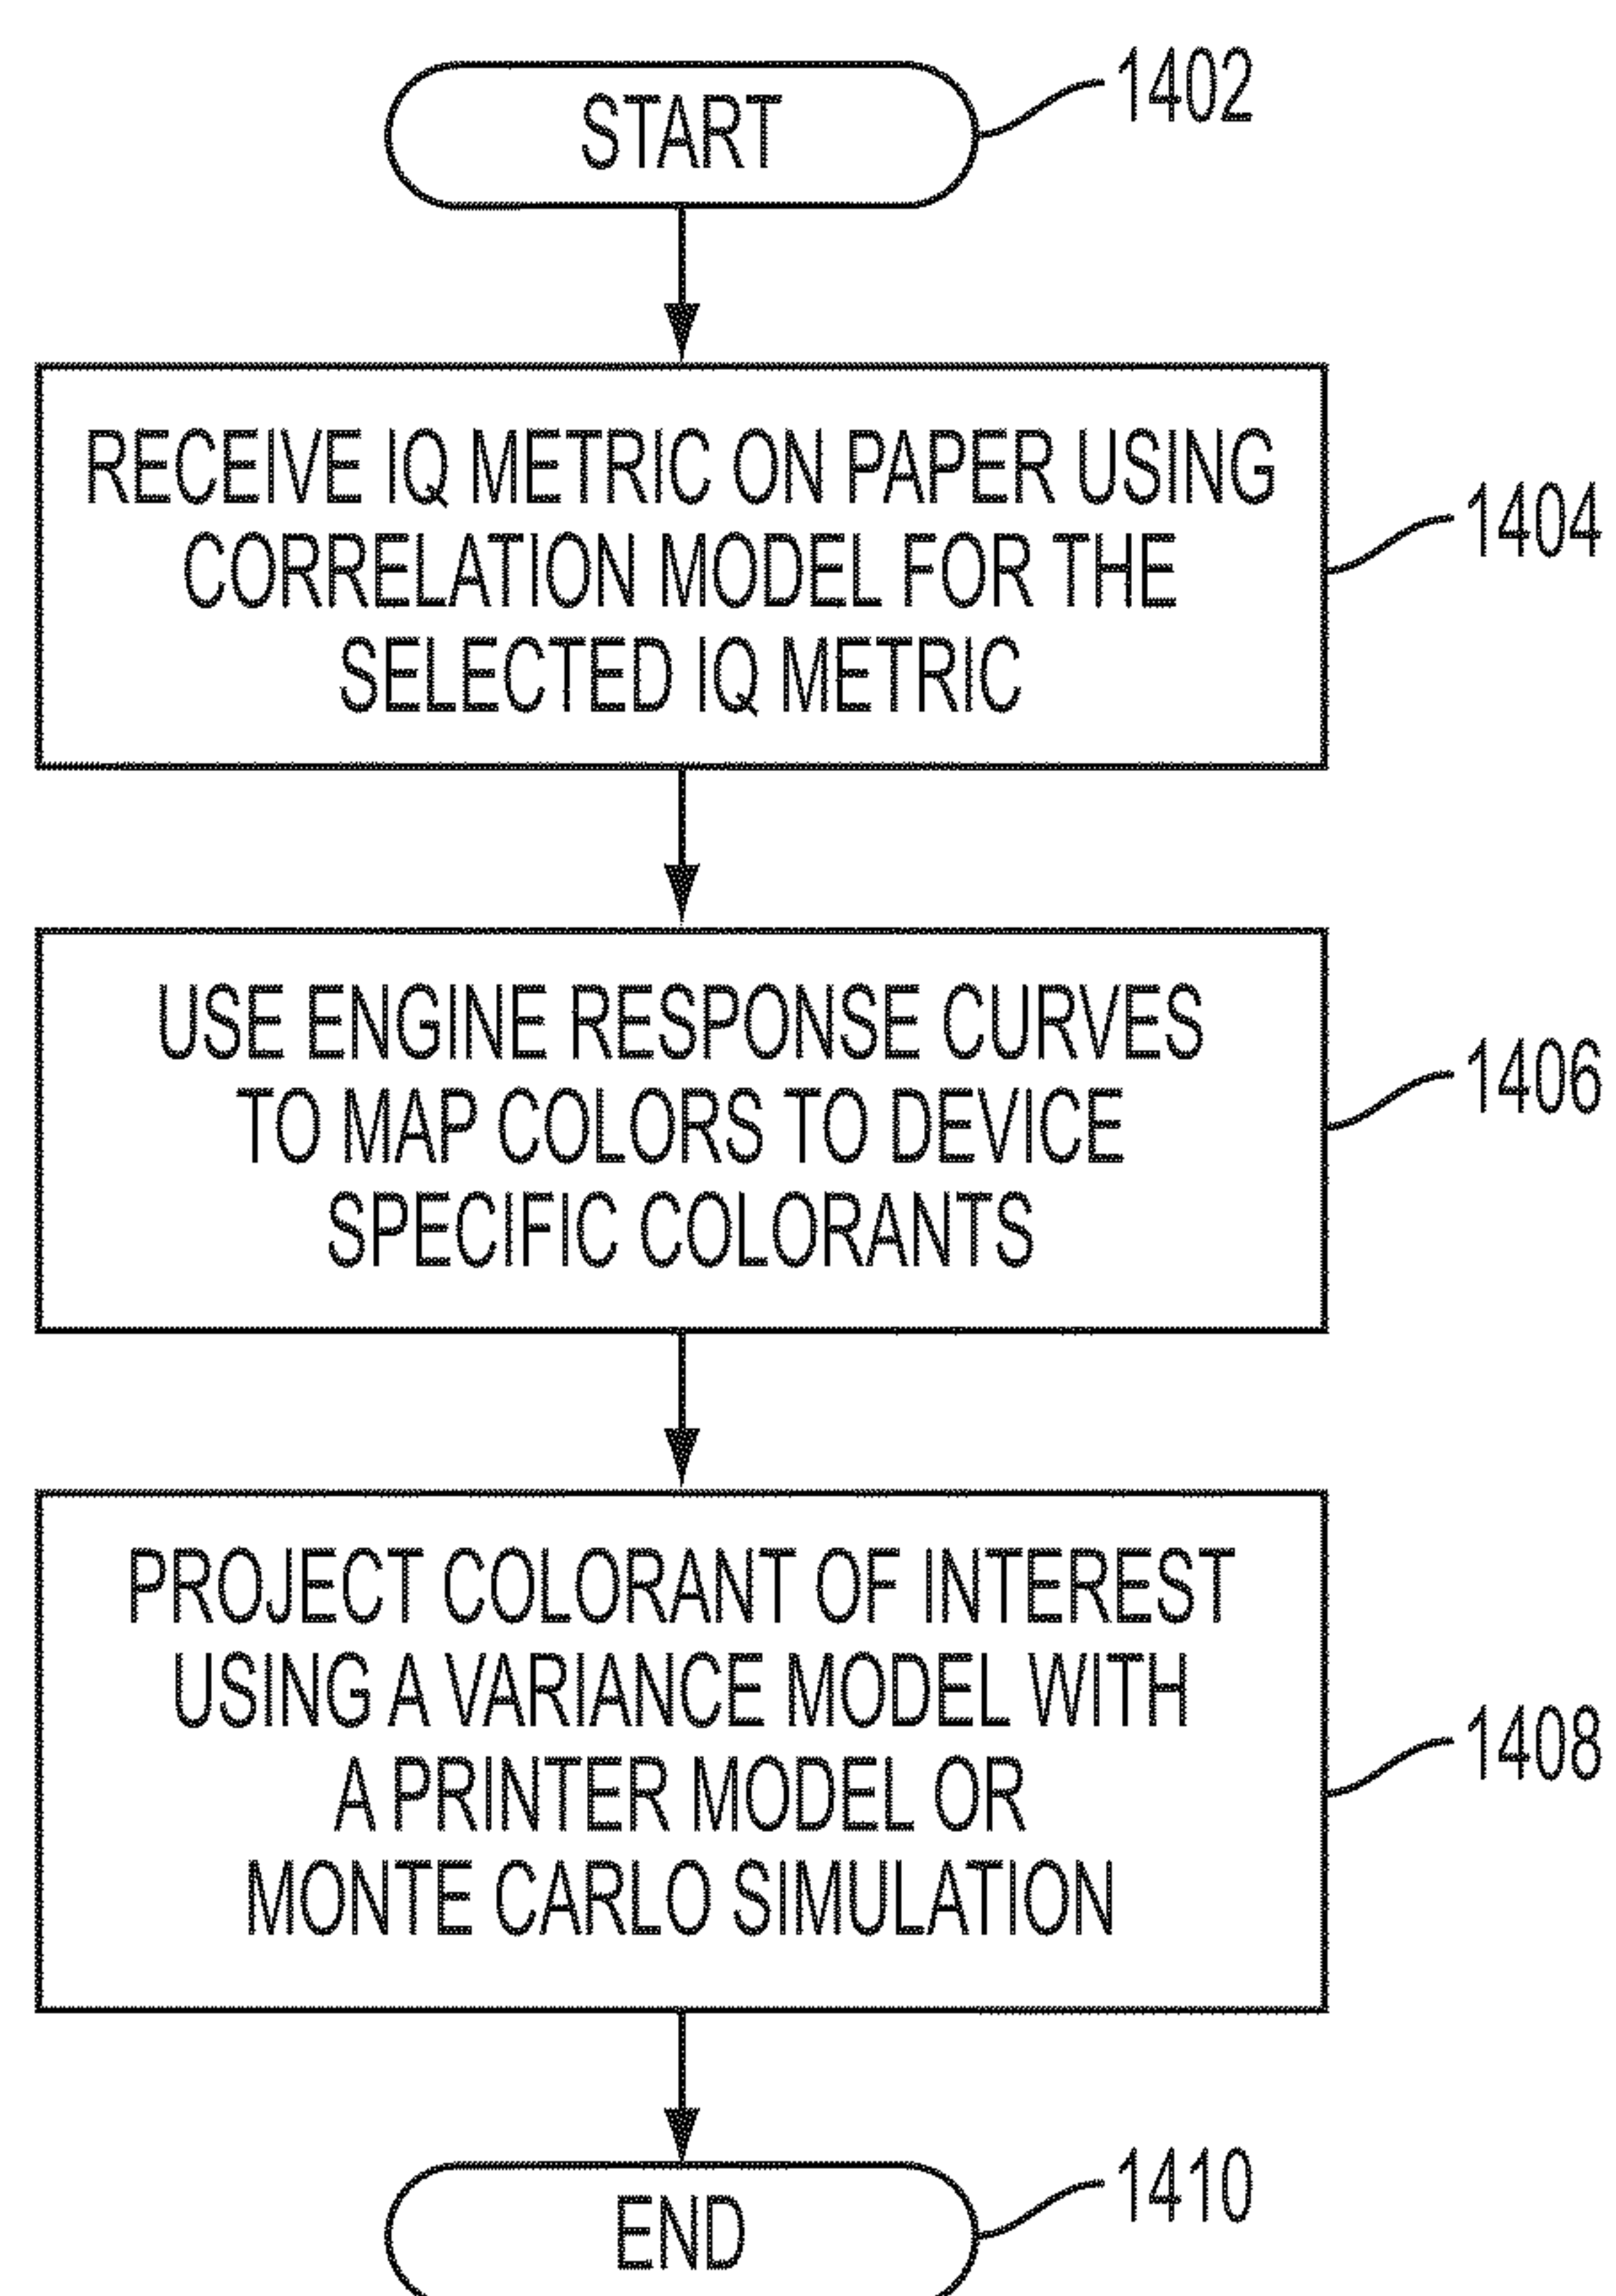 START
1402
RECEIVE IQ METRIC ON PAPER USING
CORRELATION MODEL FOR THE
SELECTED IQ METRIC
1404
USE ENGINE RESPONSE CURVES
TO MAP COLORS TO DEVICE
SPECIFIC COLORANTS
1406
PROJECT COLORANT OF INTEREST
USING A VARIANCE MODEL WITH
A PRINTER MODEL OR
MONTE CARLO SIMULATION
1408
END
1410